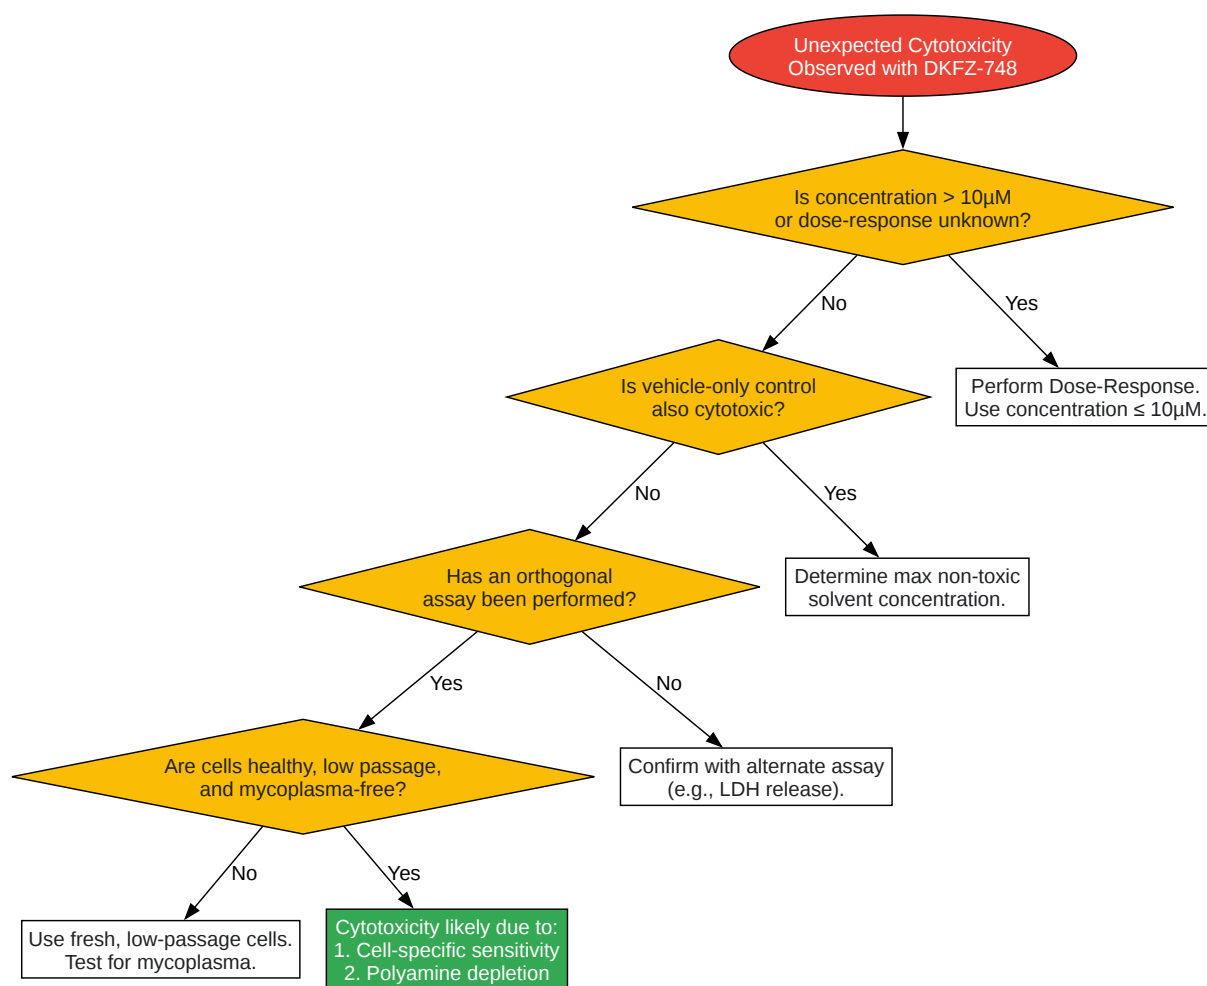 Unexpected Cytotoxicity
Observed with DKFZ-748
Is concentration > 10µM
or dose-response unknown?
No
Yes
Is vehicle-only control
also cytotoxic?
Perform Dose-Response.
Use concentration ≤ 10µM.
No
Yes
Has an orthogonal
assay been performed?
Determine max non-toxic
solvent concentration.
Yes
No
Are cells healthy, low passage,
and mycoplasma-free?
Confirm with alternate assay
(e.g., LDH release).
No
Yes
Use fresh, low-passage cells.
Test for mycoplasma.
Cytotoxicity likely due to:
1. Cell-specific sensitivity
2. Polyamine depletion